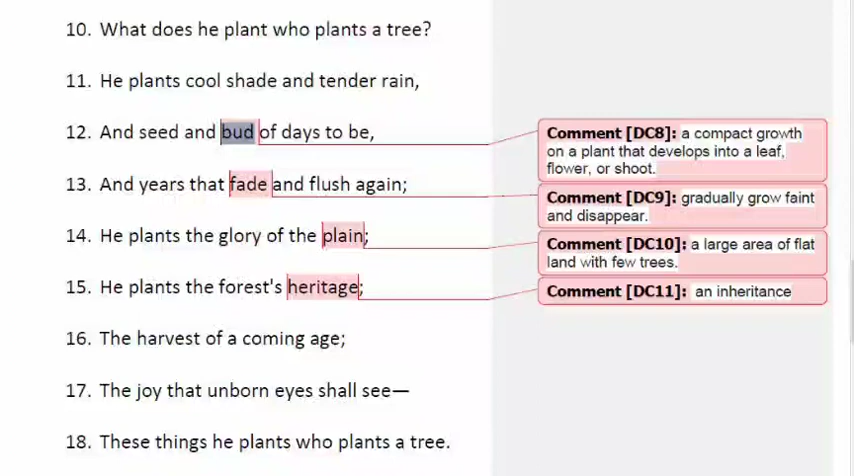 10. What does he plant who plants a tree?
11. He plants cool shade and tender rain,
12. And seed and bud of days to be,
13. And years that fade and flush again;
14. He plants the glory of the plain;
15. He plants the forest's heritage;
16. The harvest of a coming age;
17. The joy that unborn eyes shall see—
18. These things he plants who plants a tree.
Comment [DC8]: a compact growth
on a plant that develops into a leaf,
flower, or shoot.
Comment [DC9]: gradually grow faint
and disappear.
Comment [DC10]: a large area of flat
land with few trees.
Comment [DC11]: an inheritance